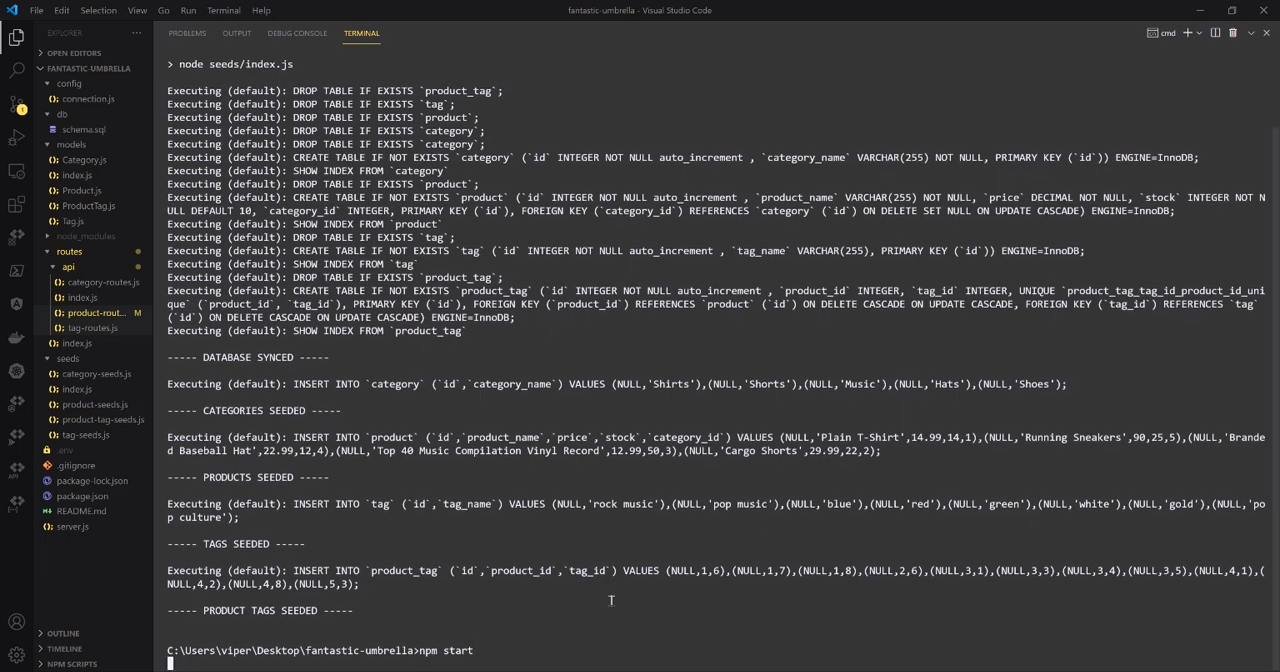 File Edit Selection View Go Run Terminal Help
fantastic-umbrella - Visual Studio Code
EXPLORER
OPEN EDITORS
FANTASTIC-UMBRELLA
config
connection.js
db
schema.sql
models
Category.js
index.js
Product.js
ProductTag.js
Tag.js
node_modules
routes
api
category-routes.js
index.js
product-rout... M
tag-routes.js
index.js
seeds
category-seeds.js
index.js
product-seeds.js
product-tag-seeds.js
tag-seeds.js
.env
.gitignore
package-lock.json
package.json
README.md
server.js
OUTLINE
TIMELINE
NPM SCRIPTS
PROBLEMS OUTPUT DEBUG CONSOLE TERMINAL
cmd
> node seeds/index.js
Executing (default): DROP TABLE IF EXISTS `product_tag`;
Executing (default): DROP TABLE IF EXISTS `tag`;
Executing (default): DROP TABLE IF EXISTS `product`;
Executing (default): DROP TABLE IF EXISTS `category`;
Executing (default): DROP TABLE IF EXISTS `category`;
Executing (default): CREATE TABLE IF NOT EXISTS `category` (`id` INTEGER NOT NULL auto_increment , `category_name` VARCHAR(255) NOT NULL, PRIMARY KEY (`id`)) ENGINE=InnoDB;
Executing (default): SHOW INDEX FROM `category`
Executing (default): DROP TABLE IF EXISTS `product`;
Executing (default): CREATE TABLE IF NOT EXISTS `product` (`id` INTEGER NOT NULL auto_increment , `product_name` VARCHAR(255) NOT NULL, `price` DECIMAL NOT NULL, `stock` INTEGER NOT N
ULL DEFAULT 10, `category_id` INTEGER, PRIMARY KEY (`id`), FOREIGN KEY (`category_id`) REFERENCES `category` (`id`) ON DELETE SET NULL ON UPDATE CASCADE) ENGINE=InnoDB;
Executing (default): SHOW INDEX FROM `product`
Executing (default): DROP TABLE IF EXISTS `tag`;
Executing (default): CREATE TABLE IF NOT EXISTS `tag` (`id` INTEGER NOT NULL auto_increment , `tag_name` VARCHAR(255), PRIMARY KEY (`id`)) ENGINE=InnoDB;
Executing (default): SHOW INDEX FROM `tag`
Executing (default): DROP TABLE IF EXISTS `product_tag`;
Executing (default): CREATE TABLE IF NOT EXISTS `product_tag` (`id` INTEGER NOT NULL auto_increment , `product_id` INTEGER, `tag_id` INTEGER, UNIQUE `product_tag_tag_id_product_id_uni
que` (`product_id`, `tag_id`), PRIMARY KEY (`id`), FOREIGN KEY (`product_id`) REFERENCES `product` (`id`) ON DELETE CASCADE ON UPDATE CASCADE, FOREIGN KEY (`tag_id`) REFERENCES `tag`
(`id`) ON DELETE CASCADE ON UPDATE CASCADE) ENGINE=InnoDB;
Executing (default): SHOW INDEX FROM `product_tag`
----- DATABASE SYNCED -----
Executing (default): INSERT INTO `category` (`id`,`category_name`) VALUES (NULL,'Shirts'),(NULL,'Shorts'),(NULL,'Music'),(NULL,'Hats'),(NULL,'Shoes');
----- CATEGORIES SEEDED -----
Executing (default): INSERT INTO `product` (`id`,`product_name`,`price`,`stock`,`category_id`) VALUES (NULL,'Plain T-Shirt',14.99,14,1),(NULL,'Running Sneakers',90,25,5),(NULL,'Brande
d Baseball Hat',22.99,12,4),(NULL,'Top 40 Music Compilation Vinyl Record',12.99,50,3),(NULL,'Cargo Shorts',29.99,22,2);
----- PRODUCTS SEEDED -----
Executing (default): INSERT INTO `tag` (`id`,`tag_name`) VALUES (NULL,'rock music'),(NULL,'pop music'),(NULL,'blue'),(NULL,'red'),(NULL,'green'),(NULL,'white'),(NULL,'gold'),(NULL,'po
p culture');
----- TAGS SEEDED -----
Executing (default): INSERT INTO `product_tag` (`id`,`product_id`,`tag_id`) VALUES (NULL,1,6),(NULL,1,7),(NULL,1,8),(NULL,2,6),(NULL,3,1),(NULL,3,3),(NULL,3,4),(NULL,3,5),(NULL,4,1),(
NULL,4,2),(NULL,4,8),(NULL,5,3);
----- PRODUCT TAGS SEEDED -----
C:\Users\viper\Desktop\fantastic-umbrella>npm start